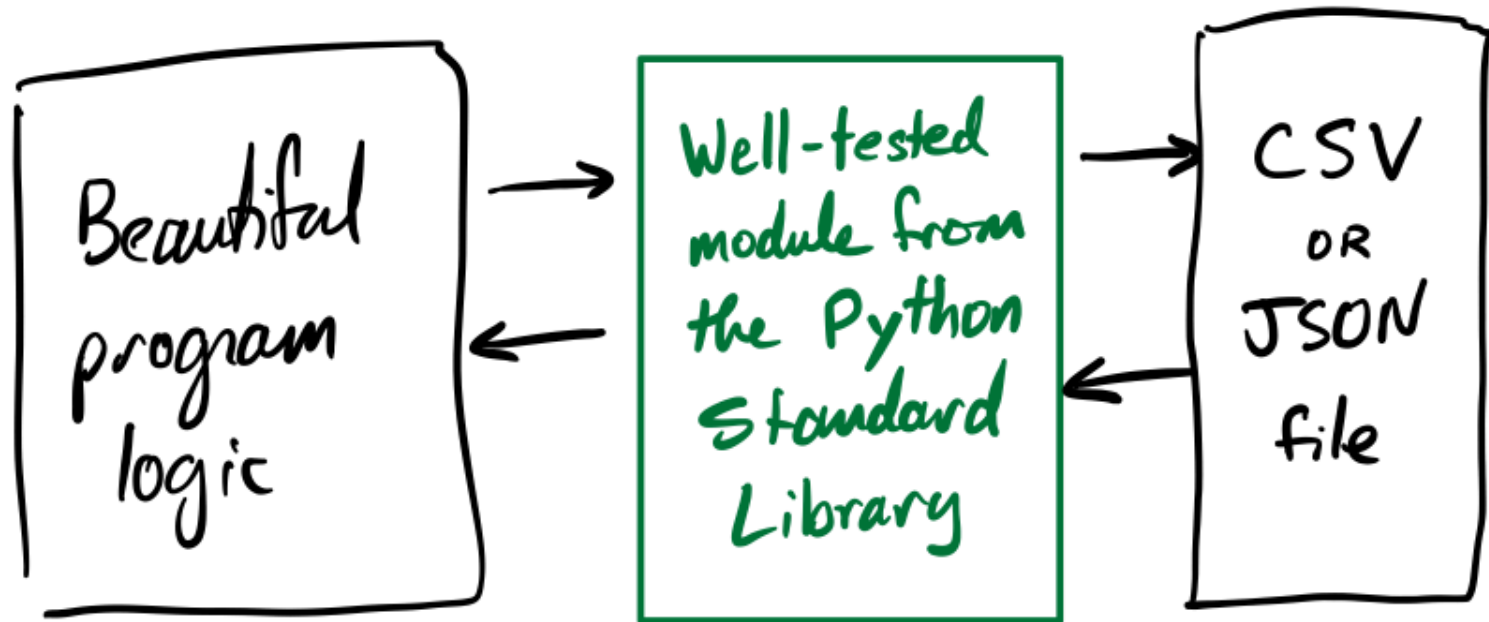 Beautiful
program
logic
Well-tested
module from
the Python
Standard
Library
CSV
OR
JSON
file